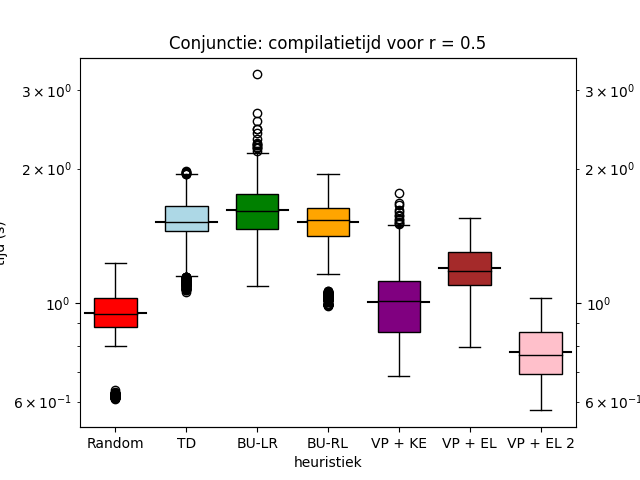 Conjunctie: compilatietijd voor r = 0.5
3 × 10⁰
3 × 10⁰
2 × 10⁰
2 × 10⁰
tijd (s)
10⁰
10⁰
6 × 10⁻¹
6 × 10⁻¹
Random TD BU-LR BU-RL VP + KE VP + EL VP + EL 2
heuristiek